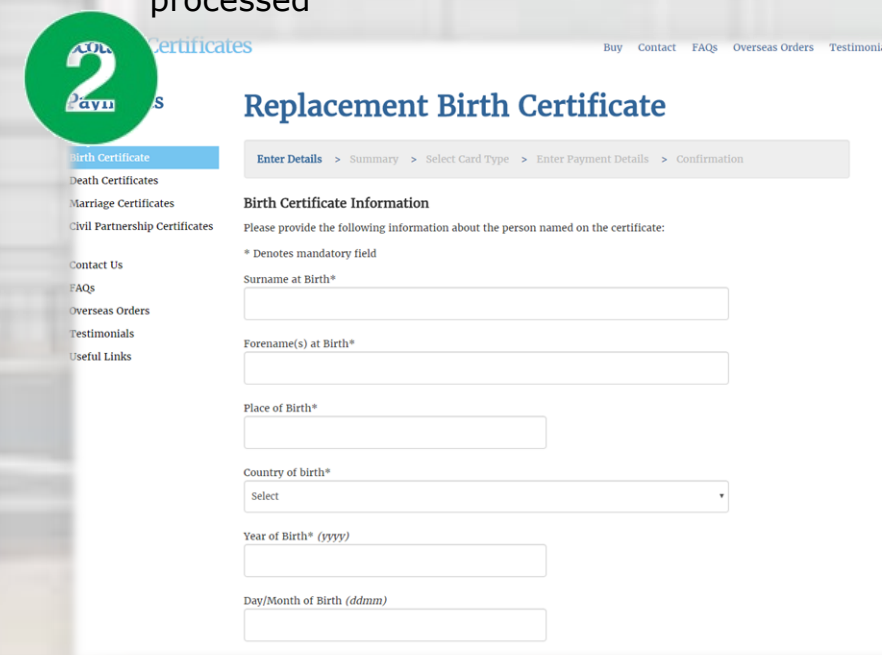 processed
2
Certificates
Buy Contact FAQs Overseas Orders
Replacement Birth Certificate
Birth Certificate
Death Certificates
Marriage Certificates
Civil Partnership Certificates
Contact Us
FAQs
Overseas Orders
Testimonials
Useful Links
Enter Details > Summary > Select Card Type > Enter Payment Details > Confirmation
Birth Certificate Information
Please provide the following information about the person named on the certificate:
* Denotes mandatory field
Surname at Birth*
Forename(s) at Birth*
Place of Birth*
Country of birth*
Select
Year of Birth* (yyyy)
Day/Month of Birth (ddmm)